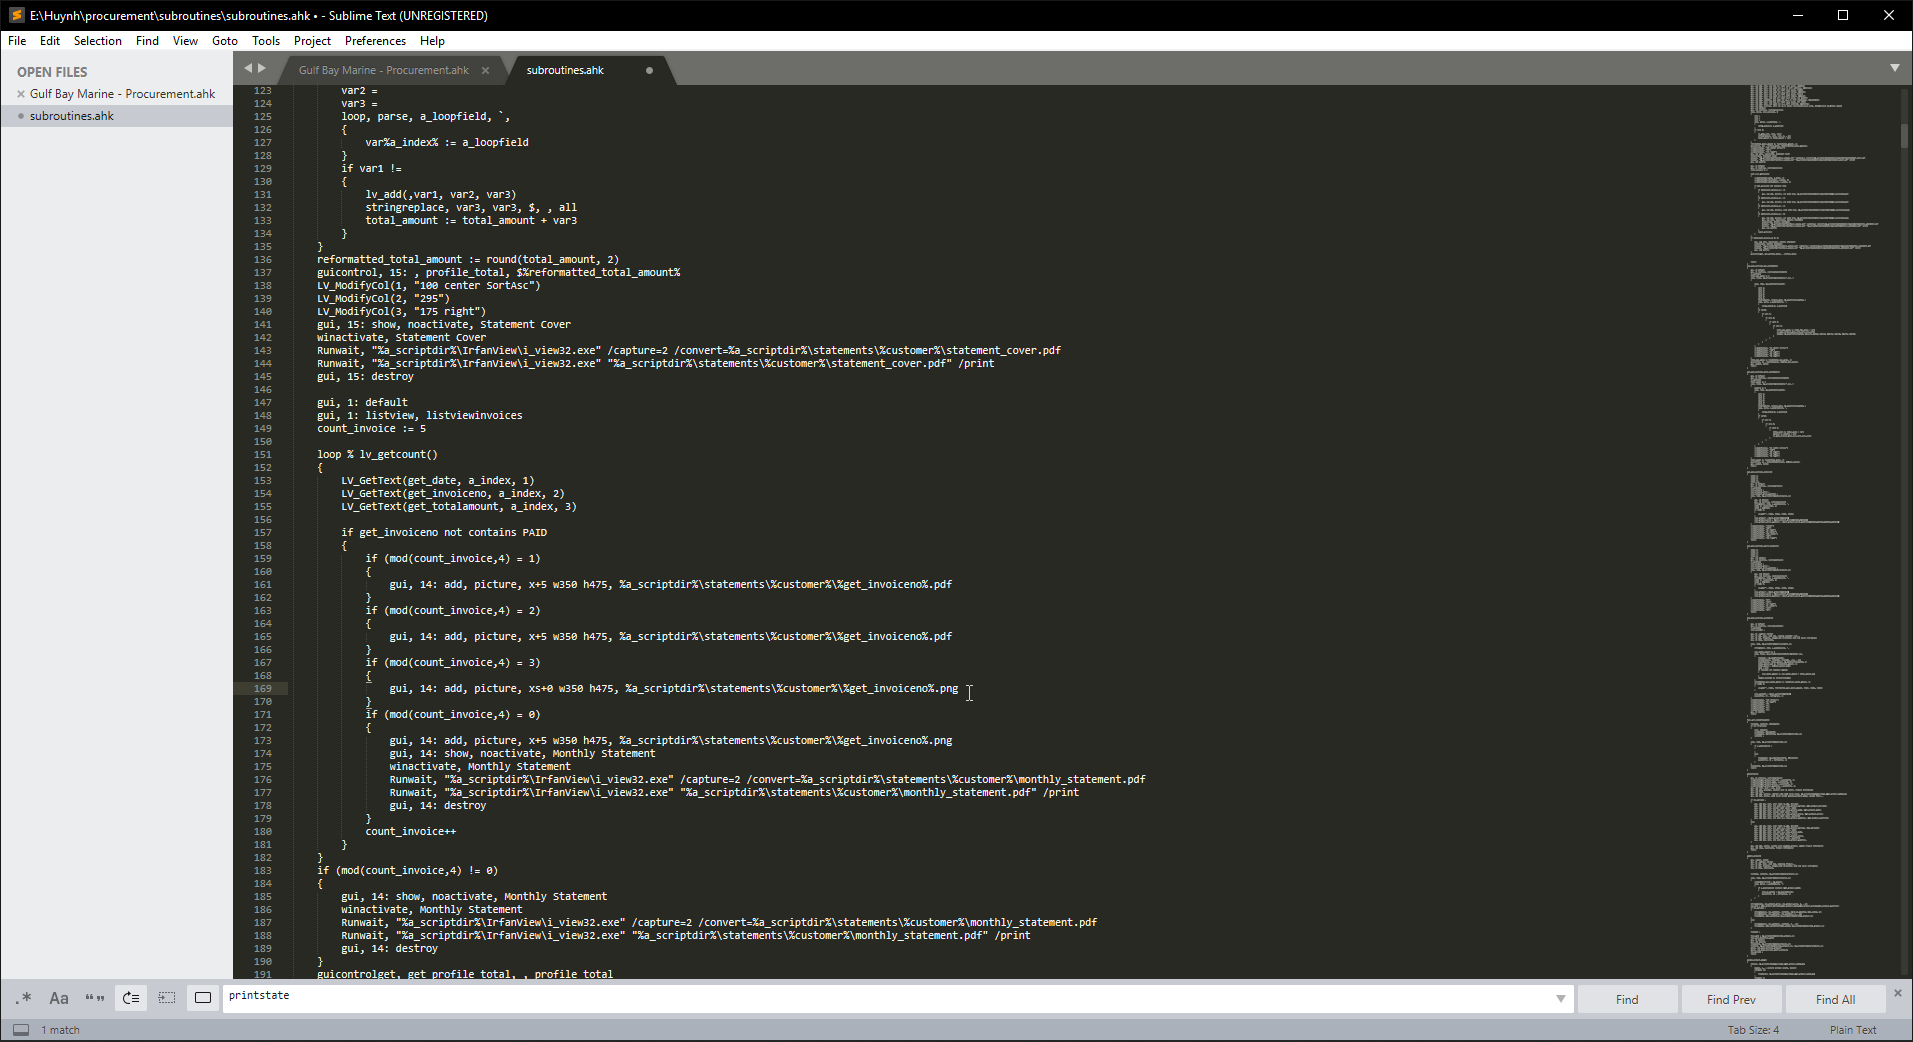 E:\Huynh\procurement\subroutines\subroutines.ahk • - Sublime Text (UNREGISTERED)
File Edit Selection Find View Goto Tools Project Preferences Help
OPEN FILES
Gulf Bay Marine - Procurement.ahk
subroutines.ahk
Gulf Bay Marine - Procurement.ahk
subroutines.ahk
123 var2 =
124 var3 =
125 loop, parse, a_loopfield, `,
126 {
127 var%a_index% := a_loopfield
128 }
129 if var1 !=
130 {
131 lv_add(,var1, var2, var3)
132 stringreplace, var3, var3, $, , all
133 total_amount := total_amount + var3
134 }
135 }
136 reformatted_total_amount := round(total_amount, 2)
137 guicontrol, 15: , profile_total, $%reformatted_total_amount%
138 LV_ModifyCol(1, "100 center SortAsc")
139 LV_ModifyCol(2, "295")
140 LV_ModifyCol(3, "175 right")
141 gui, 15: show, noactivate, Statement Cover
142 winactivate, Statement Cover
143 Runwait, "%a_scriptdir%\IrfanView\i_view32.exe" /capture=2 /convert=%a_scriptdir%\statements\%customer%\statement_cover.pdf
144 Runwait, "%a_scriptdir%\IrfanView\i_view32.exe" "%a_scriptdir%\statements\%customer%\statement_cover.pdf" /print
145 gui, 15: destroy
146
147 gui, 1: default
148 gui, 1: listview, listviewinvoices
149 count_invoice := 5
150
151 loop % lv_getcount()
152 {
153 LV_GetText(get_date, a_index, 1)
154 LV_GetText(get_invoiceno, a_index, 2)
155 LV_GetText(get_totalamount, a_index, 3)
156
157 if get_invoiceno not contains PAID
158 {
159 if (mod(count_invoice,4) = 1)
160 {
161 gui, 14: add, picture, x+5 w350 h475, %a_scriptdir%\statements\%customer%\%get_invoiceno%.pdf
162 }
163 if (mod(count_invoice,4) = 2)
164 {
165 gui, 14: add, picture, x+5 w350 h475, %a_scriptdir%\statements\%customer%\%get_invoiceno%.pdf
166 }
167 if (mod(count_invoice,4) = 3)
168 {
169 gui, 14: add, picture, xs+0 w350 h475, %a_scriptdir%\statements\%customer%\%get_invoiceno%.png
170 }
171 if (mod(count_invoice,4) = 0)
172 {
173 gui, 14: add, picture, x+5 w350 h475, %a_scriptdir%\statements\%customer%\%get_invoiceno%.png
174 gui, 14: show, noactivate, Monthly Statement
175 winactivate, Monthly Statement
176 Runwait, "%a_scriptdir%\IrfanView\i_view32.exe" /capture=2 /convert=%a_scriptdir%\statements\%customer%\monthly_statement.pdf
177 Runwait, "%a_scriptdir%\IrfanView\i_view32.exe" "%a_scriptdir%\statements\%customer%\monthly_statement.pdf" /print
178 gui, 14: destroy
179 }
180 count_invoice++
181 }
182 }
183 if (mod(count_invoice,4) != 0)
184 {
185 gui, 14: show, noactivate, Monthly Statement
186 winactivate, Monthly Statement
187 Runwait, "%a_scriptdir%\IrfanView\i_view32.exe" /capture=2 /convert=%a_scriptdir%\statements\%customer%\monthly_statement.pdf
188 Runwait, "%a_scriptdir%\IrfanView\i_view32.exe" "%a_scriptdir%\statements\%customer%\monthly_statement.pdf" /print
189 gui, 14: destroy
190 }
191 guicontrolget, get_profile_total, , profile_total
.* Aa “” printstate Find Find Prev Find All
1 match Tab Size: 4 Plain Text